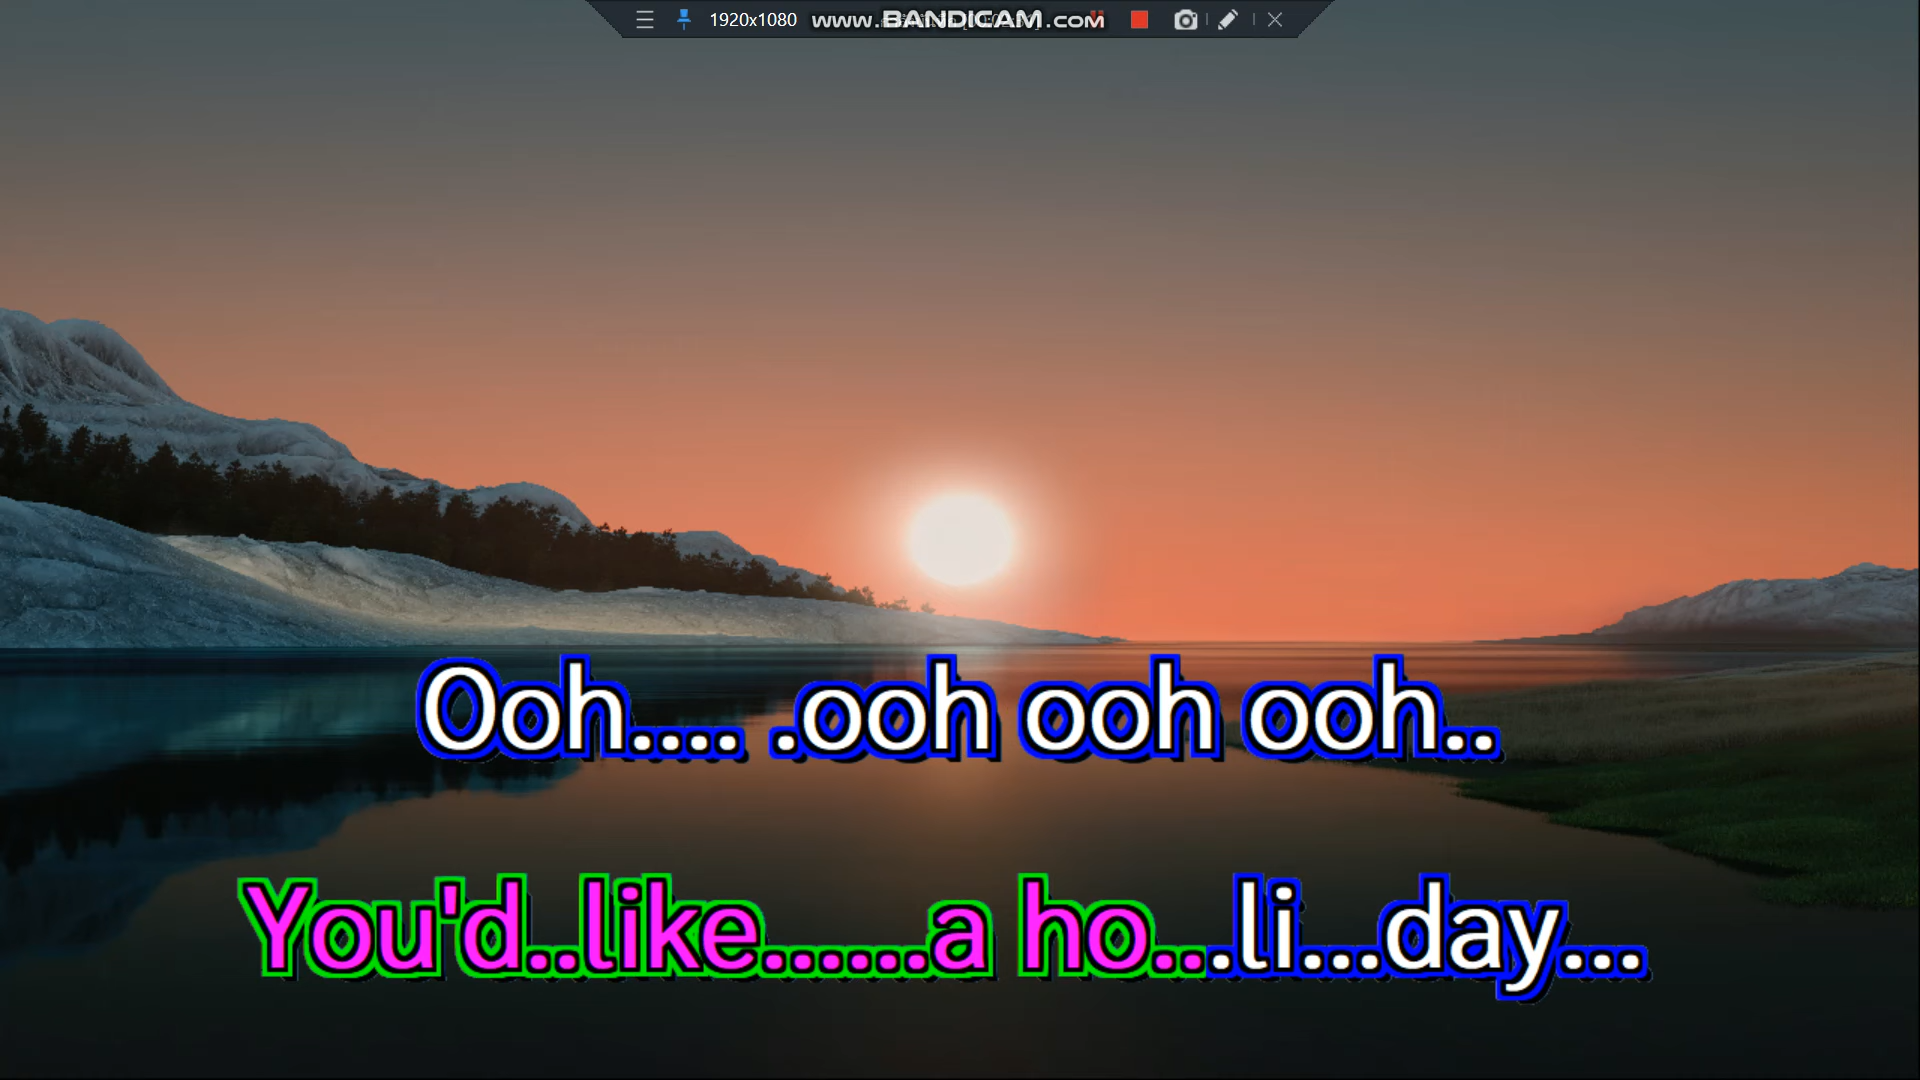 1920x1080 www.BANDICAM.com
Ooh.... .ooh ooh ooh..
You'd..like......a ho...li...day...